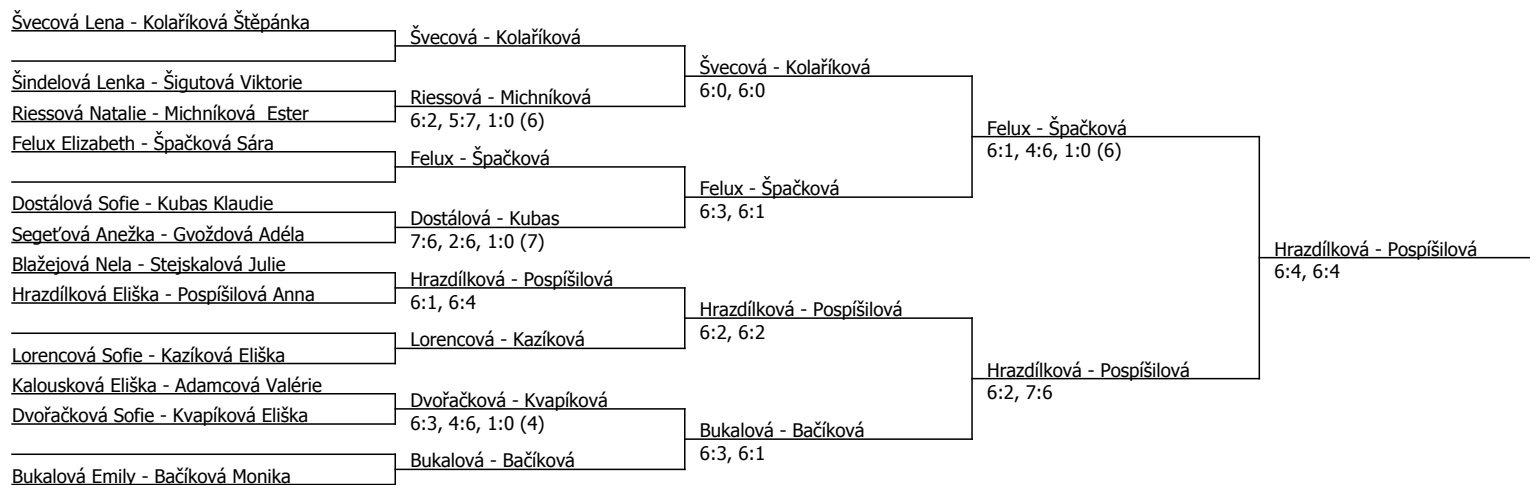 Švecová Lena - Kolaříková Štěpánka
Šindelová Lenka - Šigutová Viktorie
Riessová Natalie - Michníková  Ester
Felux Elizabeth - Špačková Sára
Dostálová Sofie - Kubas Klaudie
Segeťová Anežka - Gvoždová Adéla
Blažejová Nela - Stejskalová Julie
Hrazdílková Eliška - Pospíšilová Anna
Lorencová Sofie - Kazíková Eliška
Kalousková Eliška - Adamcová Valérie
Dvořačková Sofie - Kvapíková Eliška
Bukalová Emily - Bačíková Monika
Švecová - Kolaříková
Riessová - Michníková
6:2, 5:7, 1:0 (6)
Felux - Špačková
Dostálová - Kubas
7:6, 2:6, 1:0 (7)
Hrazdílková - Pospíšilová
6:1, 6:4
Lorencová - Kazíková
Dvořačková - Kvapíková
6:3, 4:6, 1:0 (4)
Bukalová - Bačíková
Švecová - Kolaříková
6:0, 6:0
Felux - Špačková
6:3, 6:1
Hrazdílková - Pospíšilová
6:2, 6:2
Bukalová - Bačíková
6:3, 6:1
Felux - Špačková
6:1, 4:6, 1:0 (6)
Hrazdílková - Pospíšilová
6:2, 7:6
Hrazdílková - Pospíšilová
6:4, 6:4